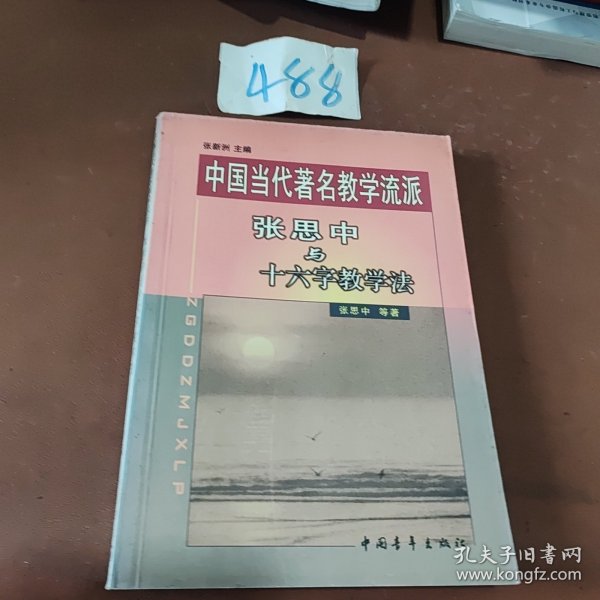 488
张新洲 主编
中国当代著名教学流派
张思中
与
十六字教学法
张思中 等著
ZGDDZMJXLP
中国青年出版社
孔夫子旧书网
www.kongfz.com